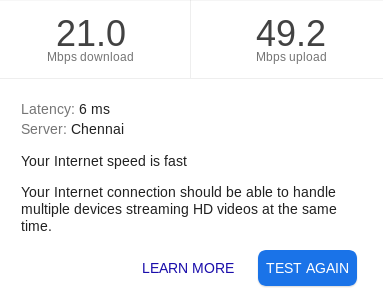 21.0 49.2
Mbps download Mbps upload
Latency: 6 ms
Server: Chennai
Your Internet speed is fast
Your Internet connection should be able to handle
multiple devices streaming HD videos at the same
time.
LEARN MORE TEST AGAIN